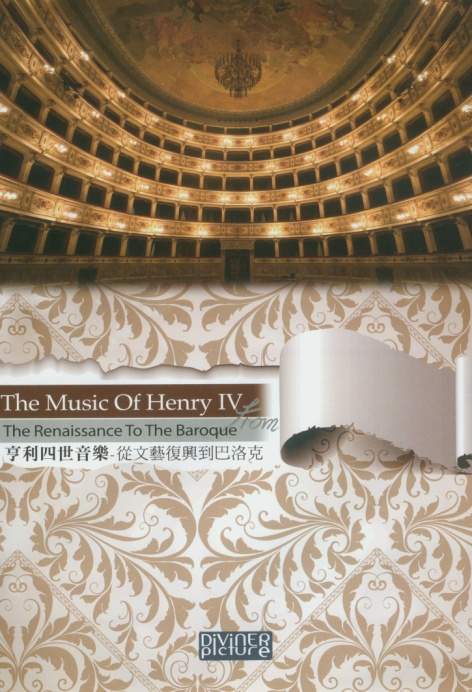 The Music Of Henry IV
from
The Renaissance To The Baroque
亨利四世音樂-從文藝復興到巴洛克
DIVINER
picture